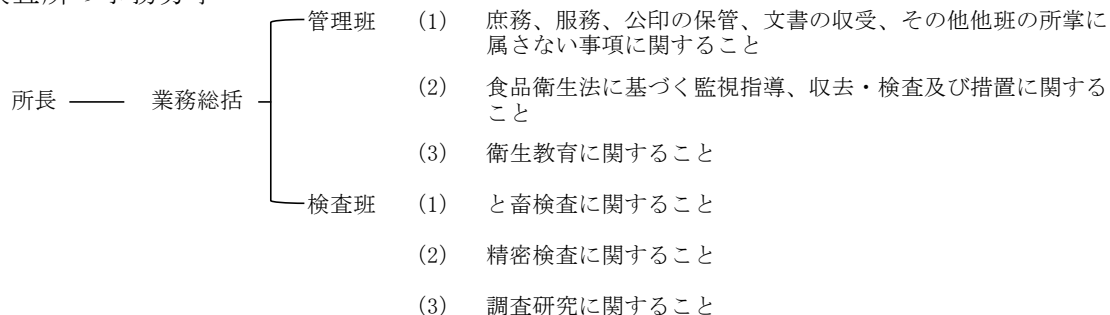 検査所の事務分掌
管理班 (1) 庶務、服務、公印の保管、文書の収受、その他他班の所掌に
属さない事項に関すること
所長 業務総括
(2) 食品衛生法に基づく監視指導、収去・検査及び措置に関する
こと
(3) 衛生教育に関すること
検査班 (1) と畜検査に関すること
(2) 精密検査に関すること
(3) 調査研究に関すること